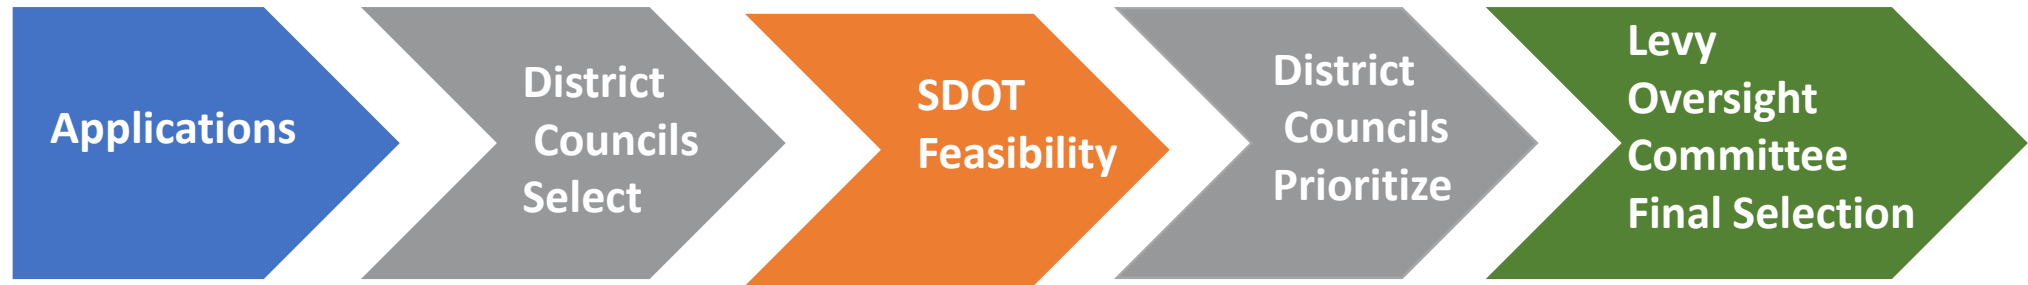 Applications
District
Councils
Select
SDOT
Feasibility
District
Councils
Prioritize
Levy
Oversight
Committee
Final Selection